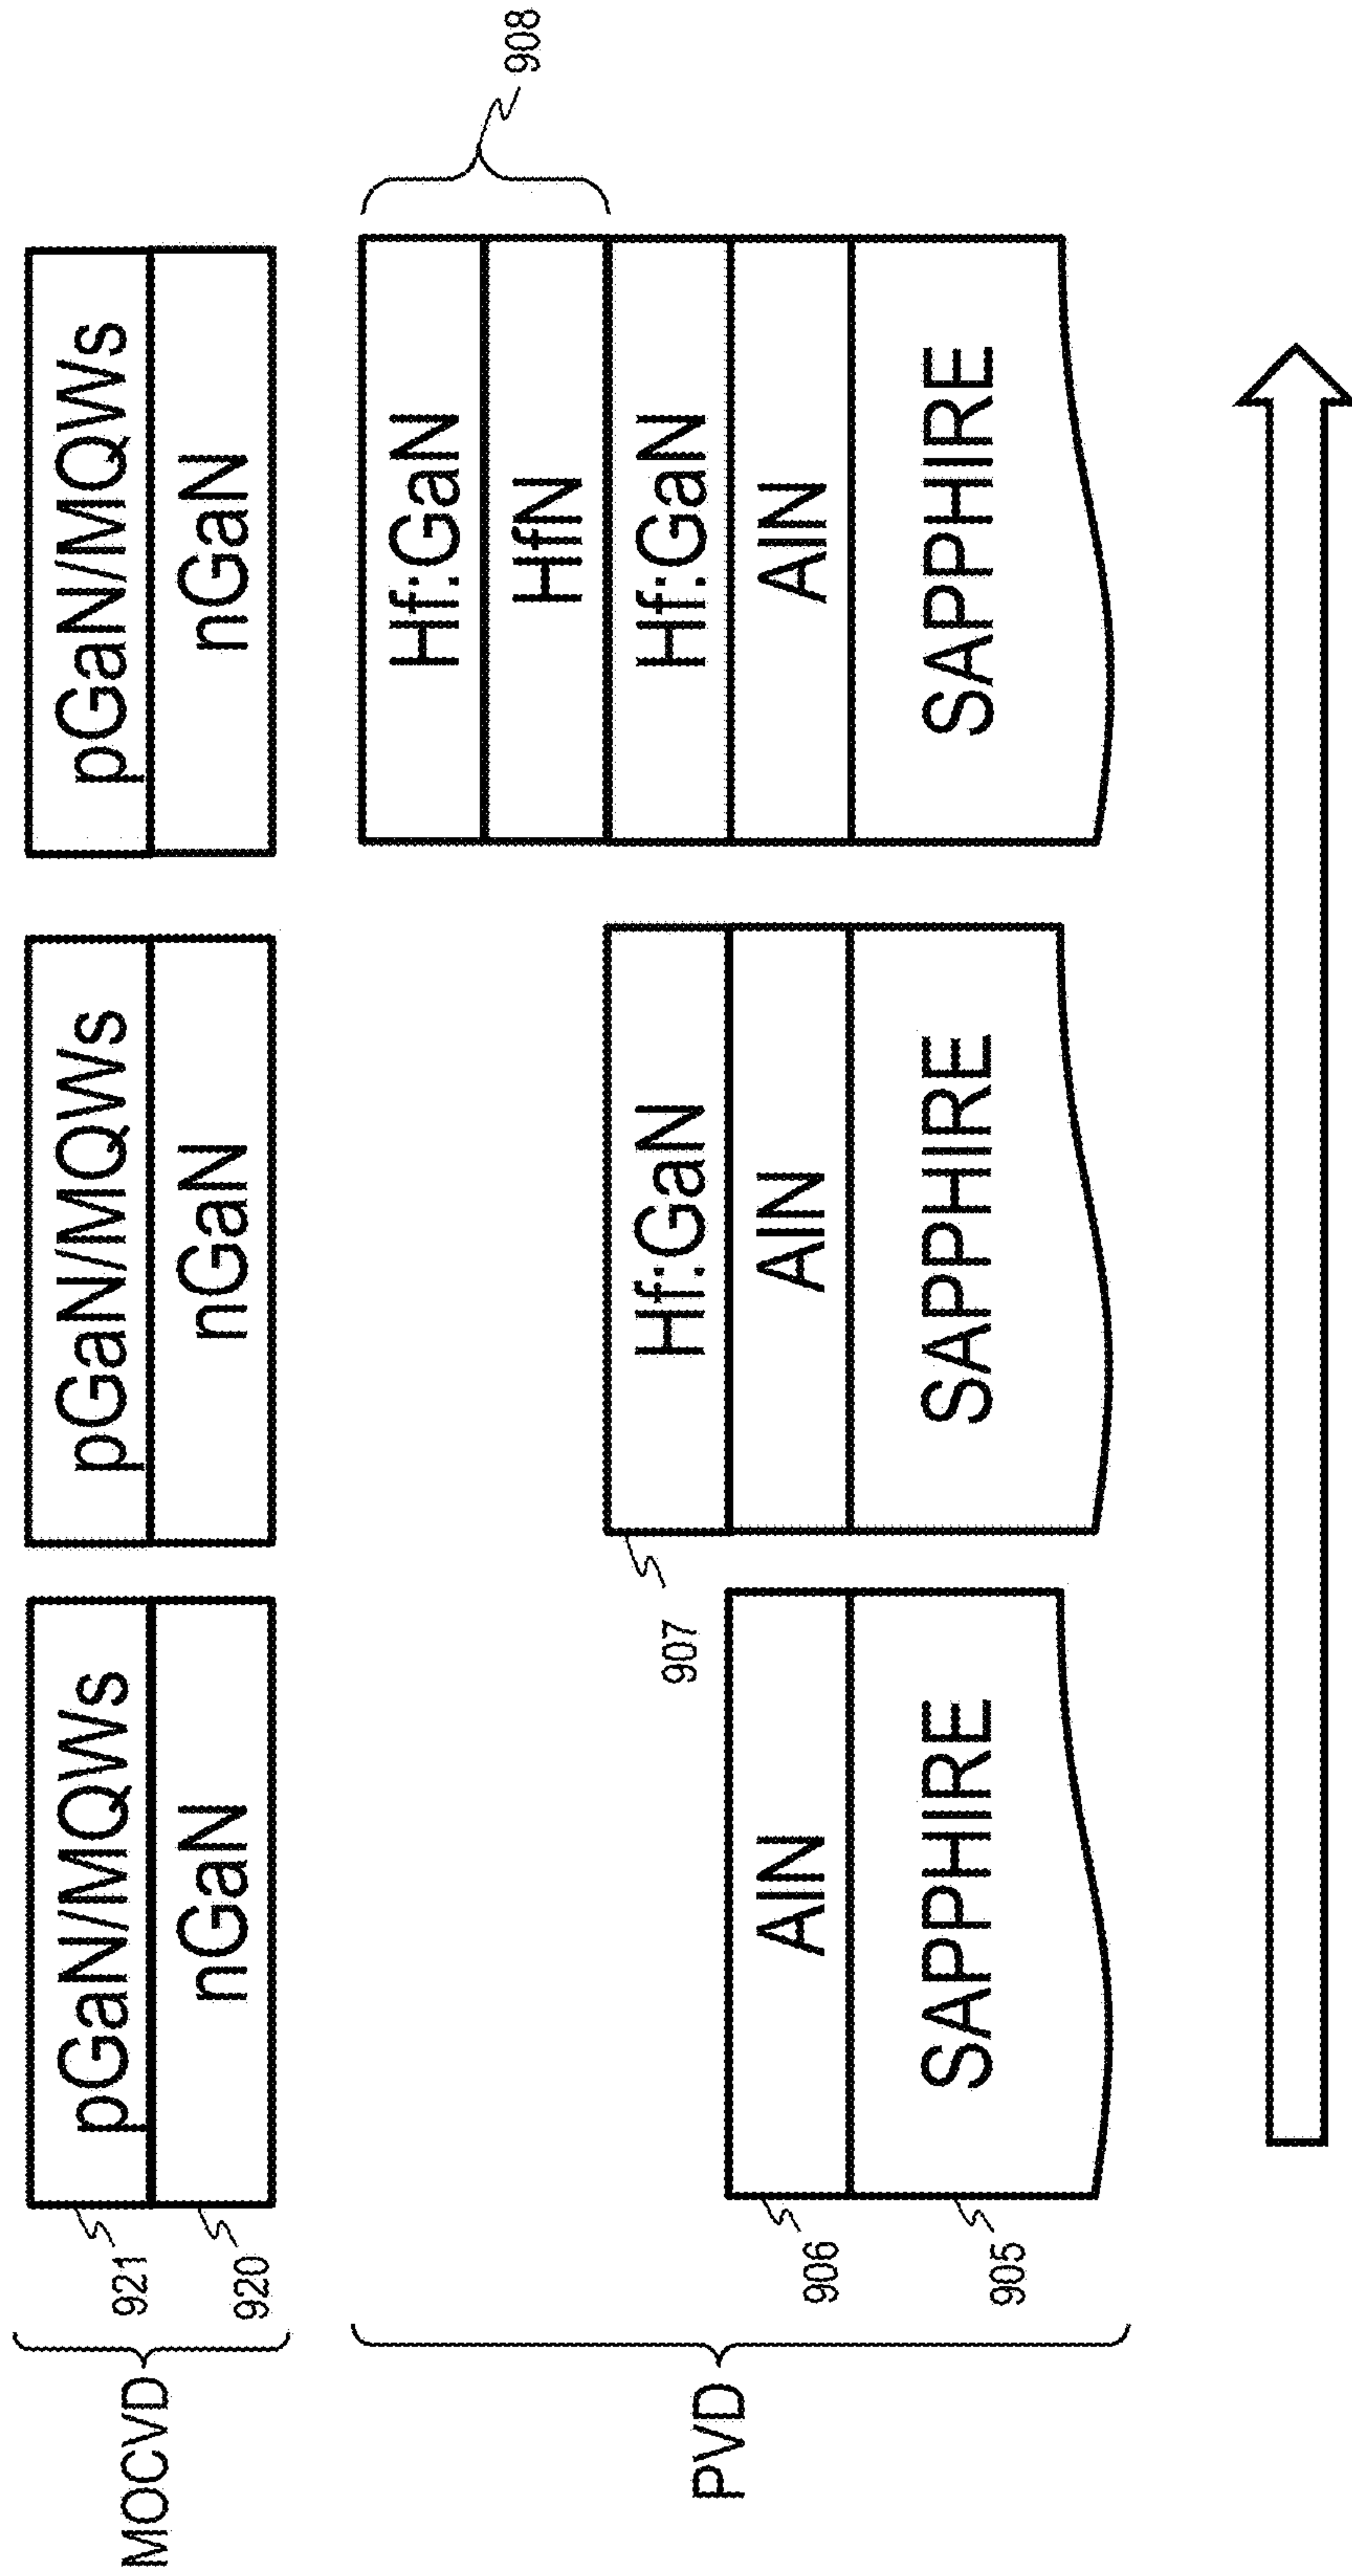 MOCVD
921
920
pGaN/MQWs
nGaN
pGaN/MQWs
nGaN
pGaN/MQWs
nGaN
PVD
906
905
AlN
SAPPHIRE
907
Hf:GaN
AlN
SAPPHIRE
908
Hf:GaN
HfN
Hf:GaN
AlN
SAPPHIRE